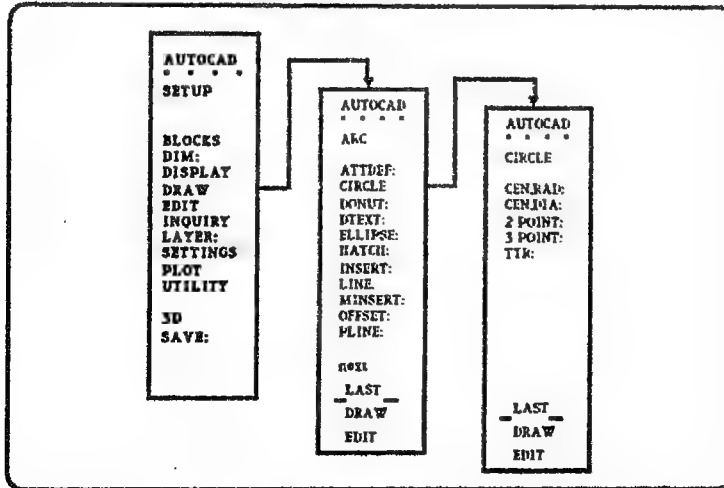 AUTOCAD
* * * *
SETUP
BLOCKS
DIM:
DISPLAY
DRAW
EDIT
INQUIRY
LAYER:
SETTINGS
PLOT
UTILITY
3D
SAVE:
AUTOCAD
* * * *
ARC
ATTDEF:
CIRCLE
DONUT:
DTEXT:
ELLIPSE:
HATCH:
INSERT:
LINE
MINSERT:
OFFSET:
PLINE:
next
__LAST__
DRAW
EDIT
AUTOCAD
* * * *
CIRCLE
CEN,RAD:
CEN,DIA:
2 POINT:
3 POINT:
TTR:
__LAST__
DRAW
EDIT